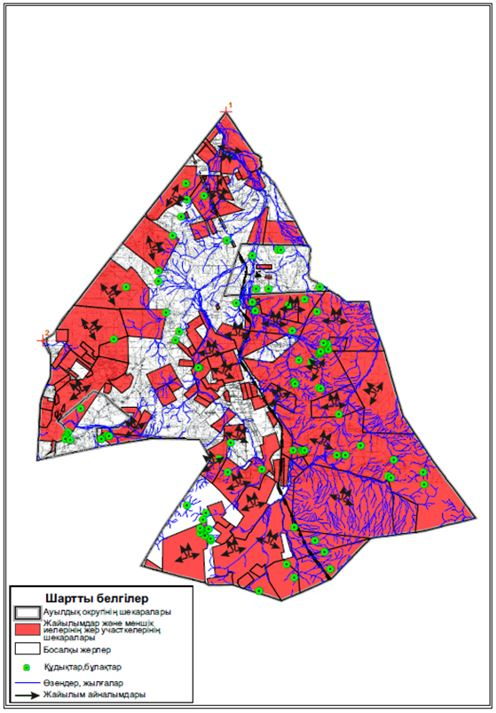 1
2
Шартты белгілер
Ауылдық округінің шекаралары
Жайылымдар және меншік
иелерінің жер учаскелерінің
шекаралары
Босалқы жерлер
Құдықтар,бұлақтар
Өзендер, жылғалар
Жайылым айналымдары